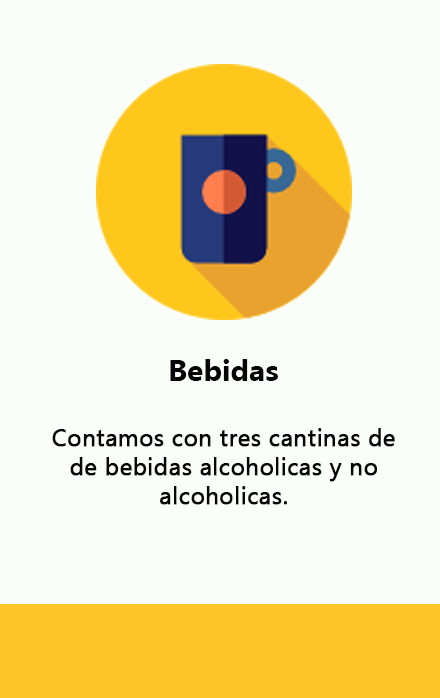 Bebidas
Contamos con tres cantinas de
de bebidas alcoholicas y no
alcoholicas.